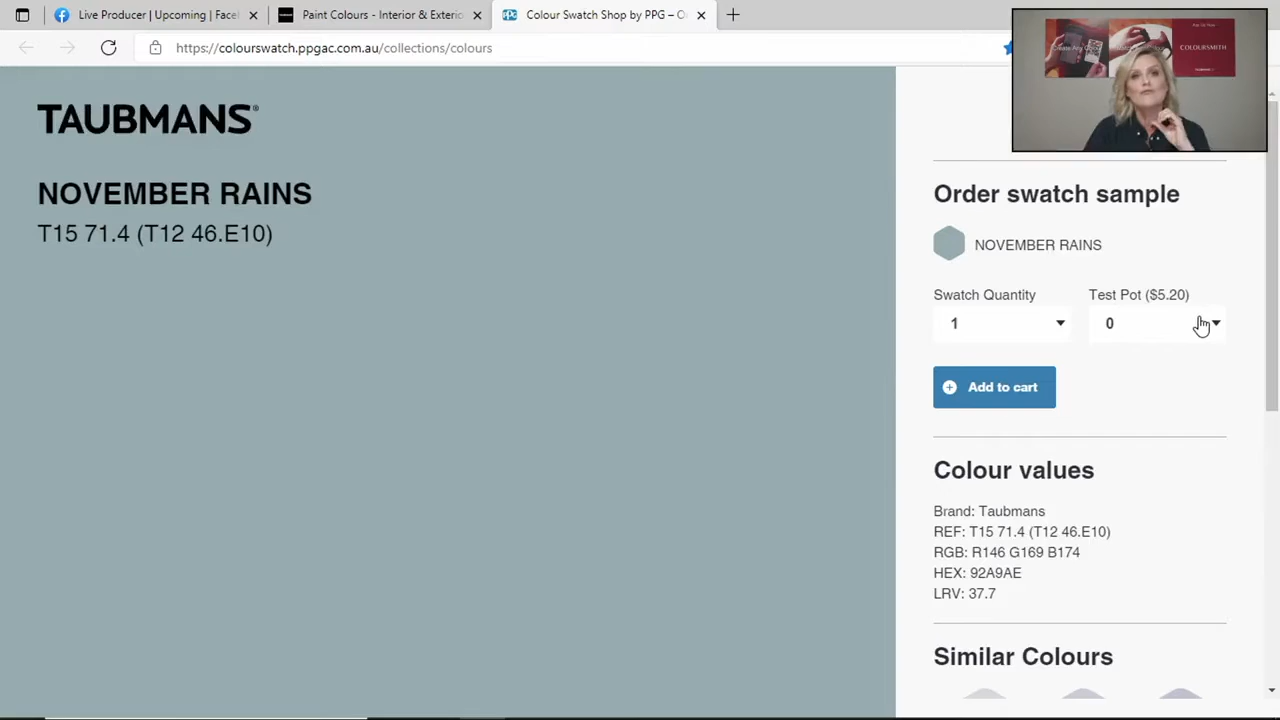 Live Producer | Upcoming | Face
Paint Colours - Interior & Exterio
Colour Swatch Shop by PPG – O
https://colourswatch.ppgac.com.au/collections/colours
COLOURSMITH
TAUBMANS®
NOVEMBER RAINS
T15 71.4 (T12 46.E10)
Order swatch sample
NOVEMBER RAINS
Swatch Quantity
Test Pot ($5.20)
1
0
Add to cart
Colour values
Brand: Taubmans
REF: T15 71.4 (T12 46.E10)
RGB: R146 G169 B174
HEX: 92A9AE
LRV: 37.7
Similar Colours